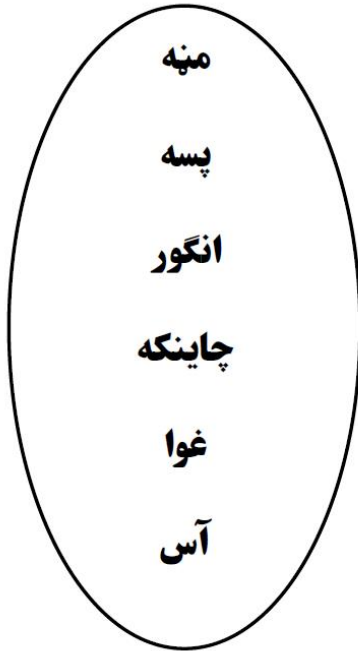 منه
پسه
انگور
چاینکه
غوا
آس